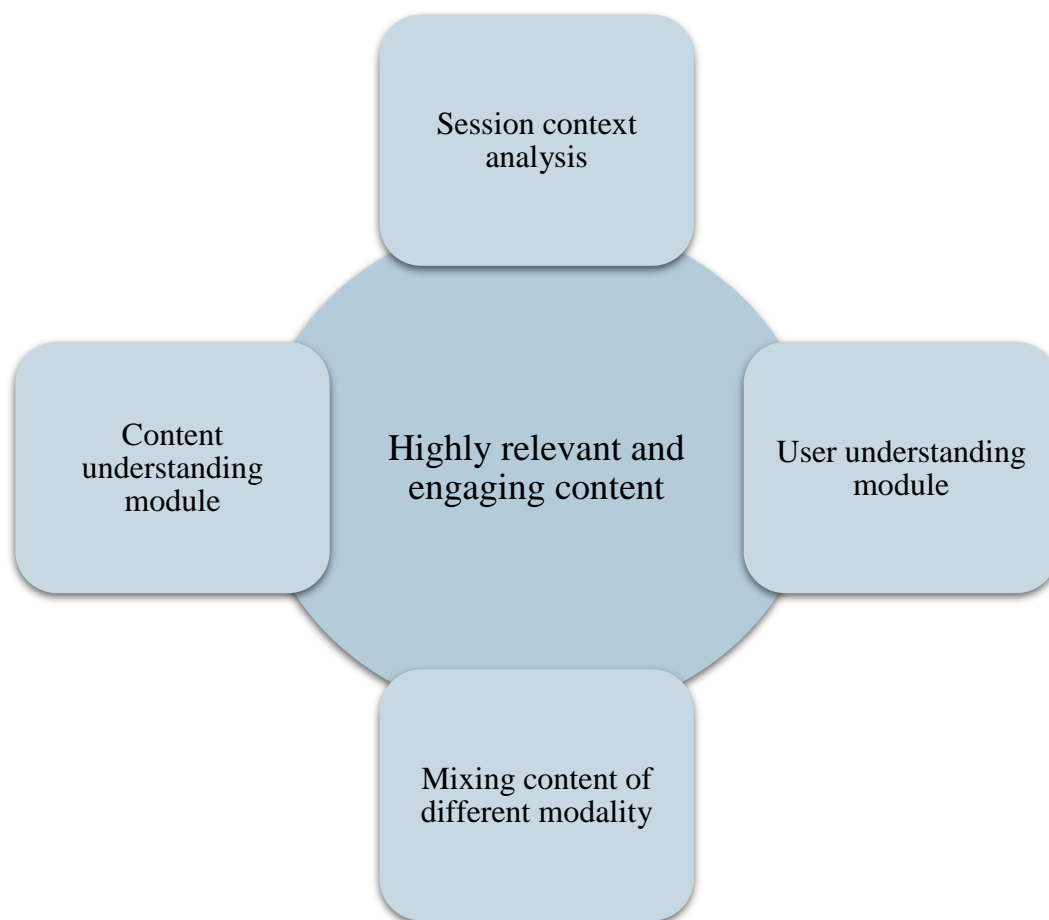 Session context
analysis
Content
understanding
module
Highly relevant and
engaging content
User understanding
module
Mixing content of
different modality